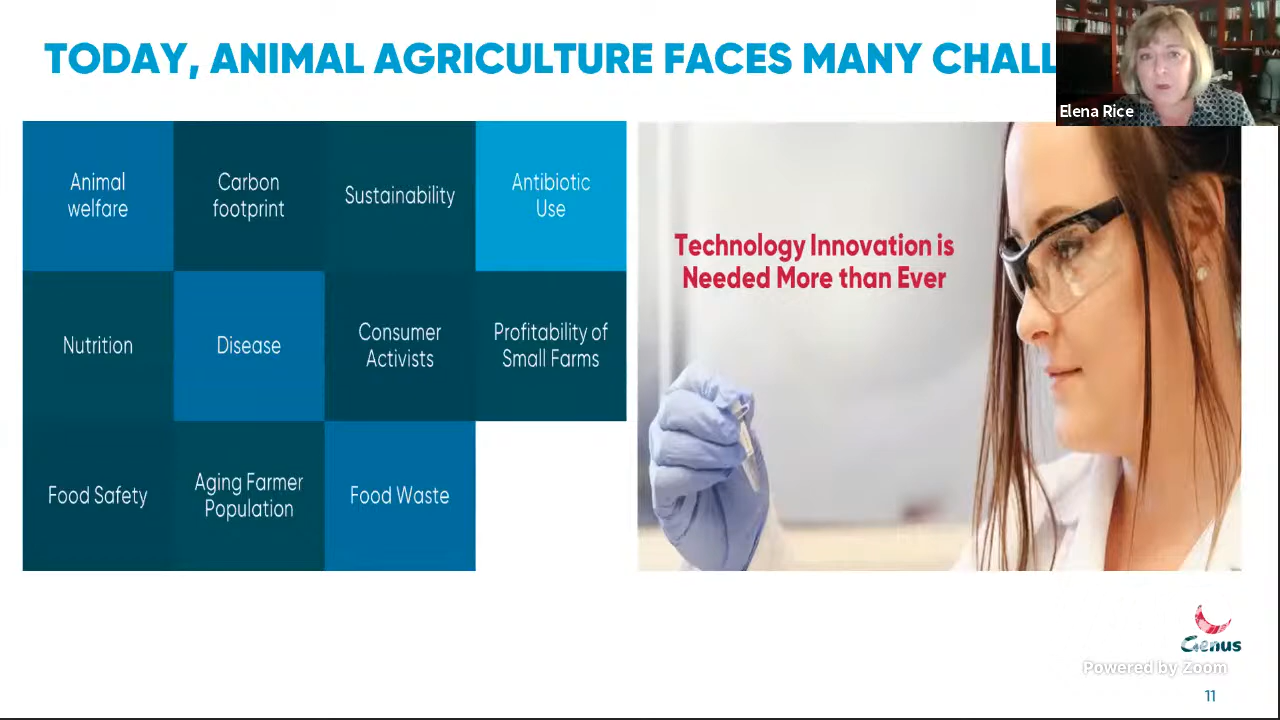 TODAY, ANIMAL AGRICULTURE FACES MANY CHALL
Elena Rice
Animal
welfare
Carbon
footprint
Sustainability
Antibiotic
Use
Nutrition
Disease
Consumer
Activists
Profitability of
Small Farms
Food Safety
Aging Farmer
Population
Food Waste
Technology Innovation is
Needed More than Ever
Genus
Powered by Zoom
11